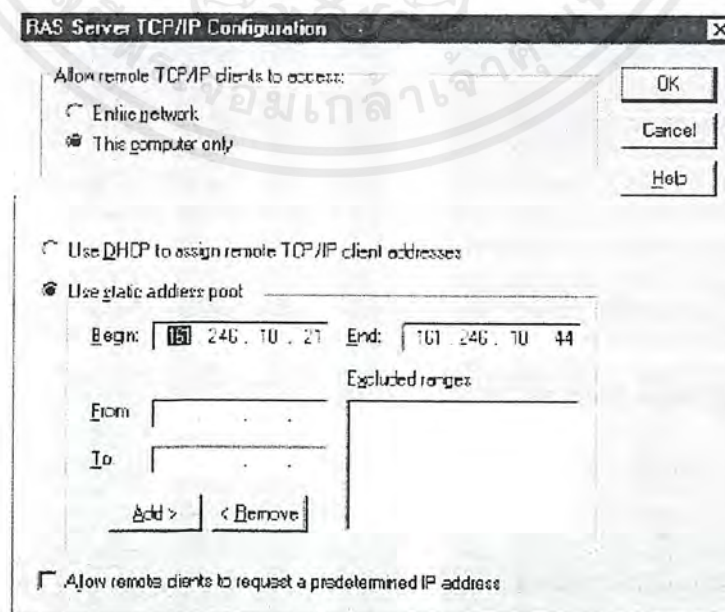 RAS Server TCP/IP Configuration
Allow remote TCP/IP clients to access:
Entire network
This computer only
OK
Cancel
Help
Use DHCP to assign remote TCP/IP client addresses
Use static address pool
Begin: 161 . 246 . 10 . 21 End: 161 . 246 . 10 . 44
Excluded ranges
From
To
Add >
< Remove
Allow remote clients to request a predetermined IP address